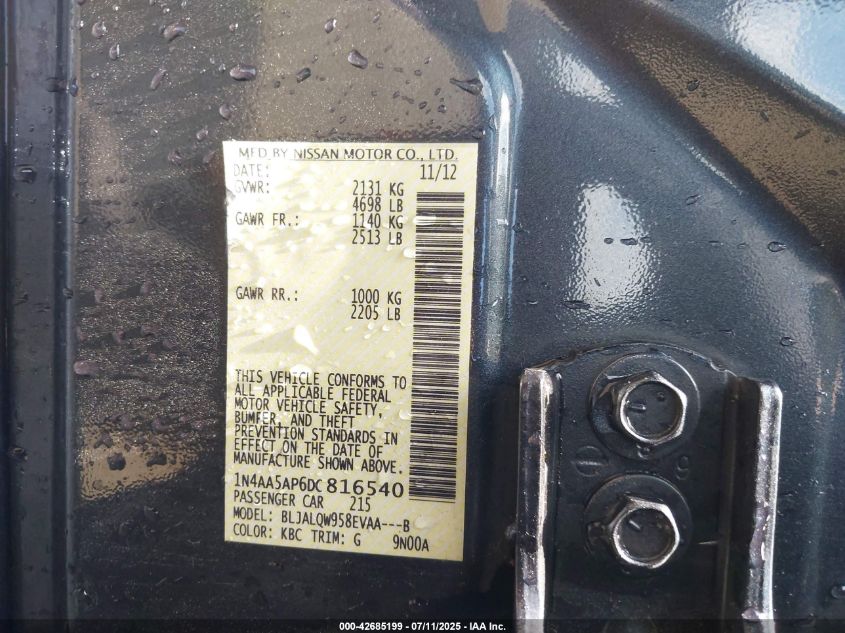 MFD BY NISSAN MOTOR CO., LTD.
DATE: 11/12
GVWR: 2131 KG
4698 LB
GAWR FR.: 1140 KG
2513 LB
GAWR RR.: 1000 KG
2205 LB
THIS VEHICLE CONFORMS TO
ALL APPLICABLE FEDERAL
MOTOR VEHICLE SAFETY,
BUMPER, AND THEFT
PREVENTION STANDARDS IN
EFFECT ON THE DATE OF
MANUFACTURE SHOWN ABOVE.
1N4AA5AP6DC816540
PASSENGER CAR 215
MODEL: BLJALQW958EVAA---B
COLOR: KBC TRIM: G 9N00A
000-42685199 - 07/11/2025 - IAA Inc.